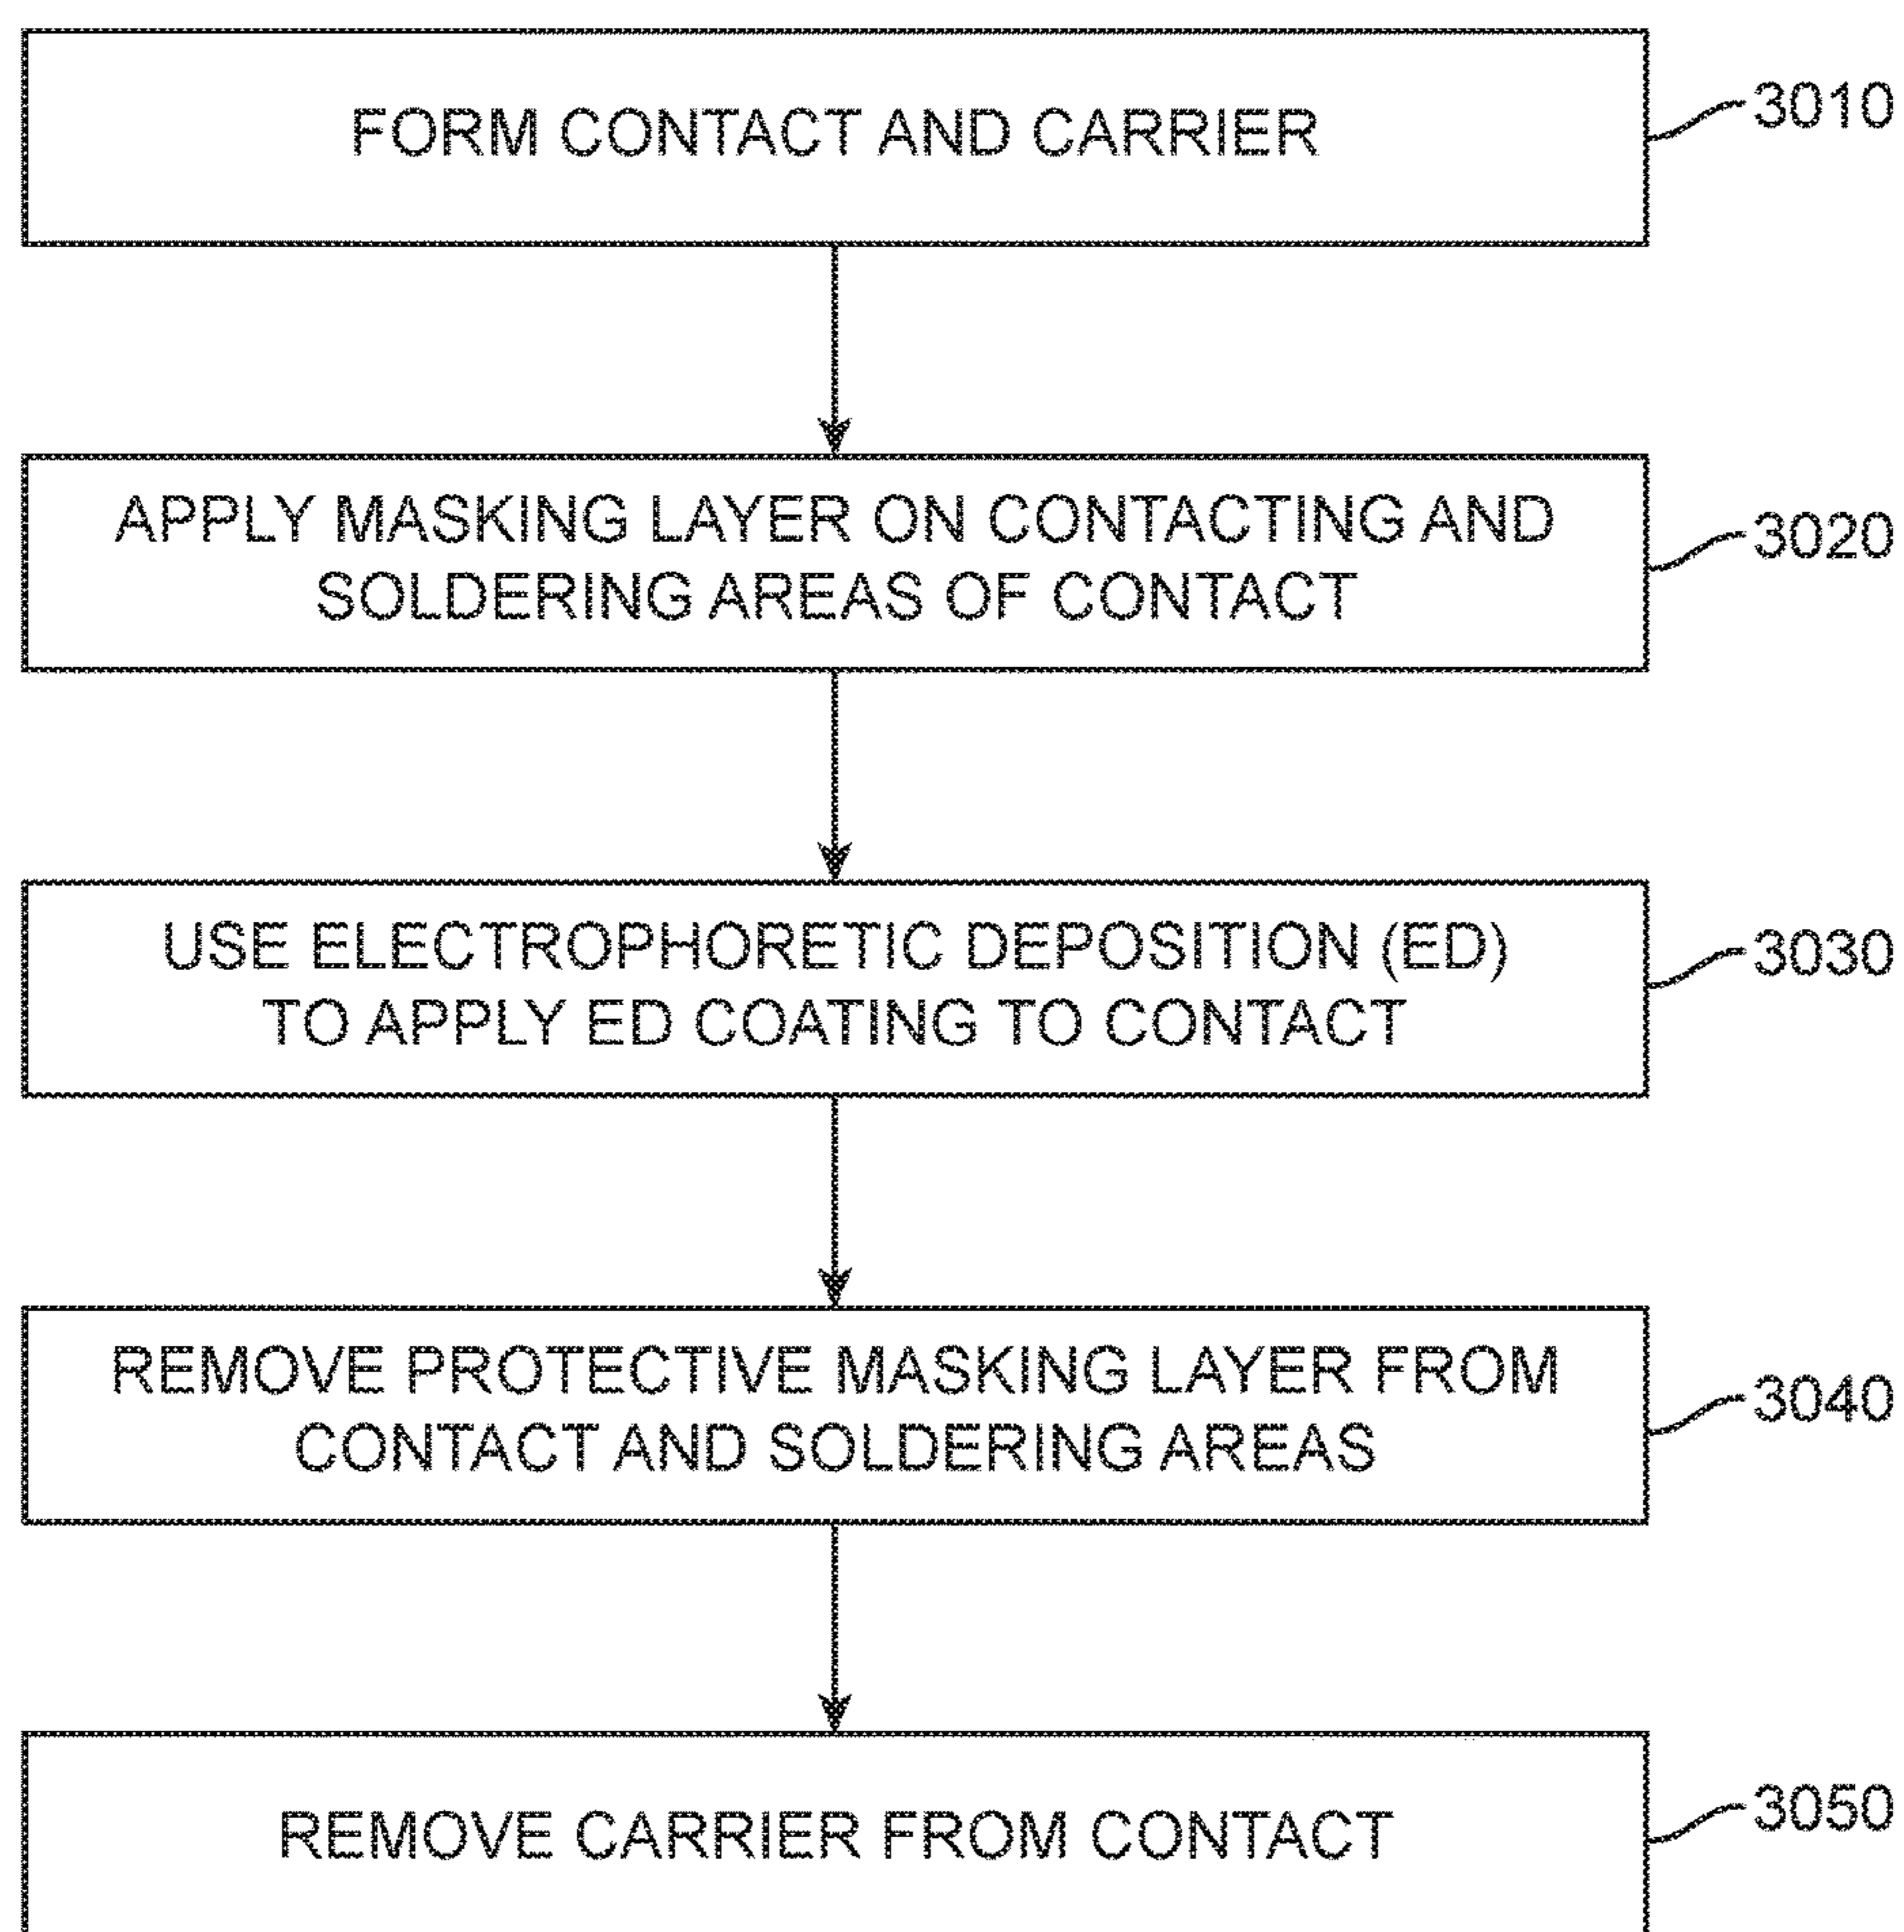 FORM CONTACT AND CARRIER
3010
APPLY MASKING LAYER ON CONTACTING AND
SOLDERING AREAS OF CONTACT
3020
USE ELECTROPHORETIC DEPOSITION (ED)
TO APPLY ED COATING TO CONTACT
3030
REMOVE PROTECTIVE MASKING LAYER FROM
CONTACT AND SOLDERING AREAS
3040
REMOVE CARRIER FROM CONTACT
3050